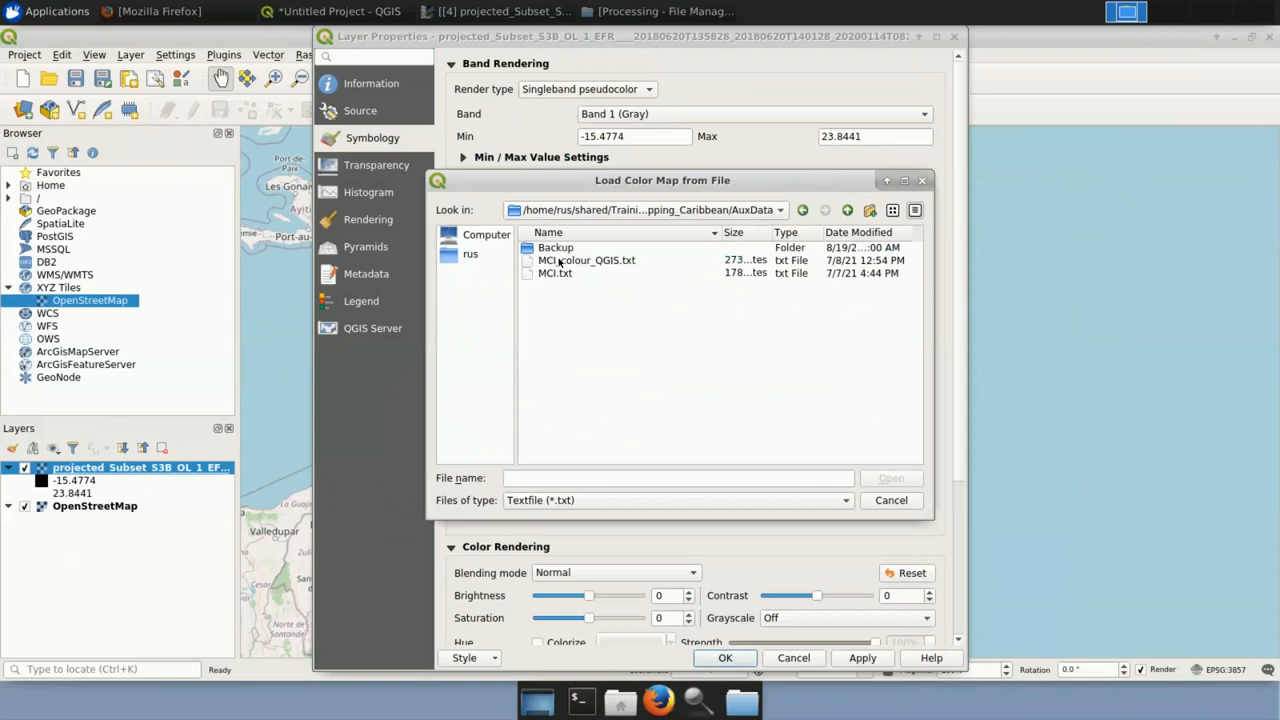 Applications [Mozilla Firefox] *Untitled Project - QGIS [[4] projected_Subset_S... [Processing - File Manag...
Layer Properties - projected_Subset_S3B_OL_1_EFR____20180620T135828_20180620T140128_20200114T081
Project Edit View Layer Settings Plugins Vector Ras
Browser
Favorites
Home
/
GeoPackage
SpatiaLite
PostGIS
MSSQL
DB2
WMS/WMTS
XYZ Tiles
OpenStreetMap
WCS
WFS
OWS
ArcGisMapServer
ArcGisFeatureServer
GeoNode
Layers
projected_Subset_S3B_OL_1_EF...
-15.4774
23.8441
OpenStreetMap
Type to locate (Ctrl+K) Ready
Port-de-
Paix
Les Gonaï
Port-au-
Valledupar
Cesar
Norte de
Santander
Information
Source
Symbology
Transparency
Histogram
Rendering
Pyramids
Metadata
Legend
QGIS Server
Band Rendering
Render type Singleband pseudocolor
Band Band 1 (Gray)
Min -15.4774 Max 23.8441
Min / Max Value Settings
Load Color Map from File
Look in: /home/rus/shared/Traini...pping_Caribbean/AuxData
Computer
rus
Name Size Type Date Modified
Backup Folder 8/19/2...:00 AM
MCI_colour_QGIS.txt 273...tes txt File 7/8/21 12:54 PM
MCI.txt 178...tes txt File 7/7/21 4:44 PM
File name: Open
Files of type: Textfile (*.txt) Cancel
Color Rendering
Blending mode Normal Reset
Brightness 0 Contrast 0
Saturation 0 Grayscale Off
Hue Colorize Strength 100%
Style OK Cancel Apply Help
Rotation 0.0 ° Render EPSG:3857